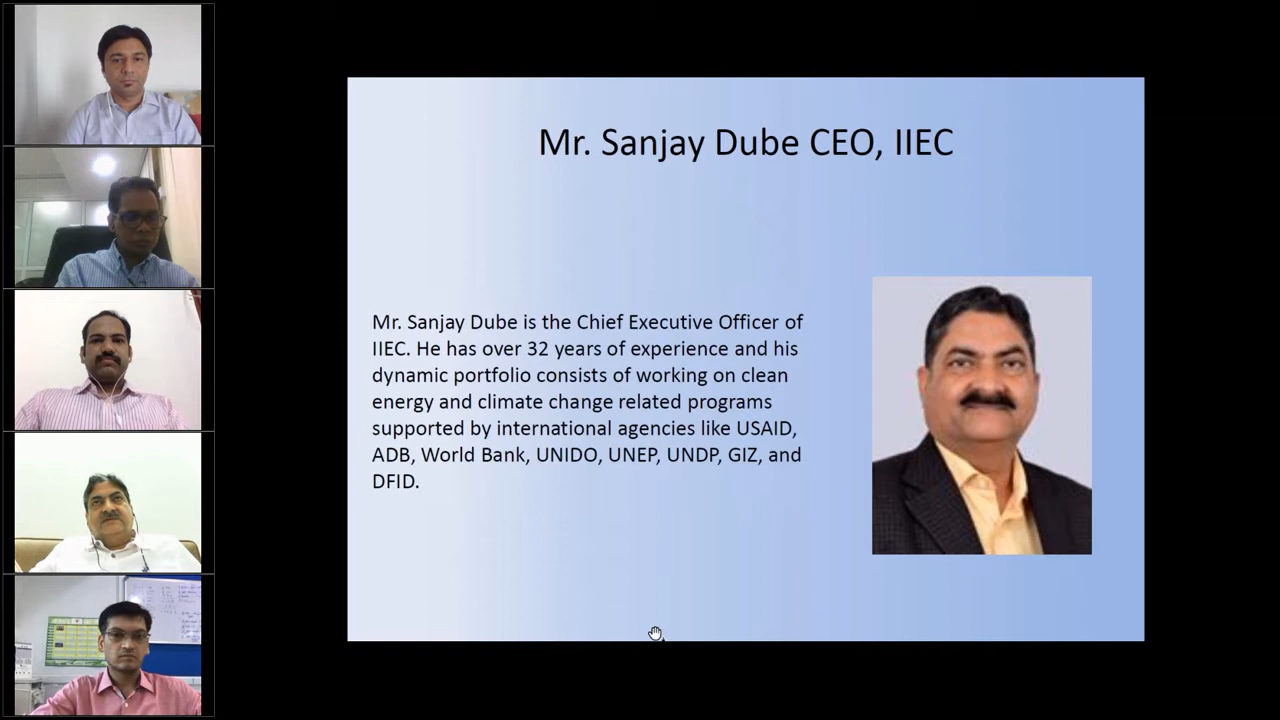 Mr. Sanjay Dube CEO, IIEC
Mr. Sanjay Dube is the Chief Executive Officer of
IIEC. He has over 32 years of experience and his
dynamic portfolio consists of working on clean
energy and climate change related programs
supported by international agencies like USAID,
ADB, World Bank, UNIDO, UNEP, UNDP, GIZ, and
DFID.